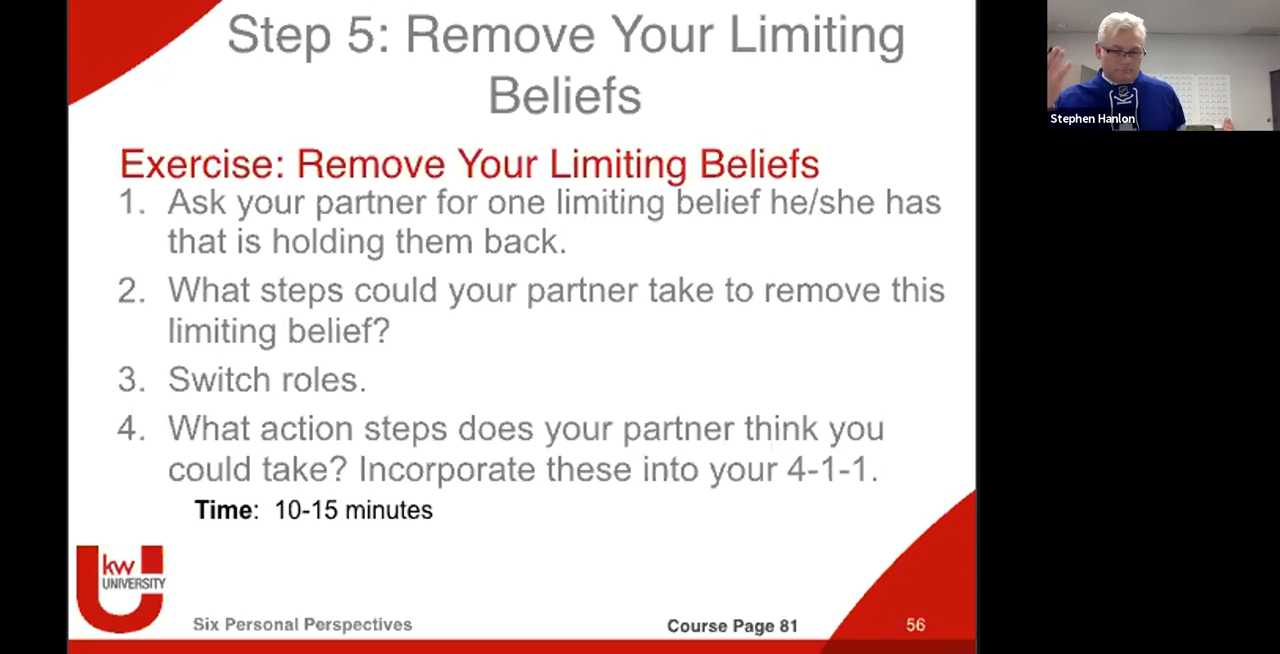 Step 5: Remove Your Limiting
Beliefs
Exercise: Remove Your Limiting Beliefs
1. Ask your partner for one limiting belief he/she has
that is holding them back.
2. What steps could your partner take to remove this
limiting belief?
3. Switch roles.
4. What action steps does your partner think you
could take? Incorporate these into your 4-1-1.
Time: 10-15 minutes
kw
UNIVERSITY
Six Personal Perspectives
Course Page 81
56
Stephen Hanlon